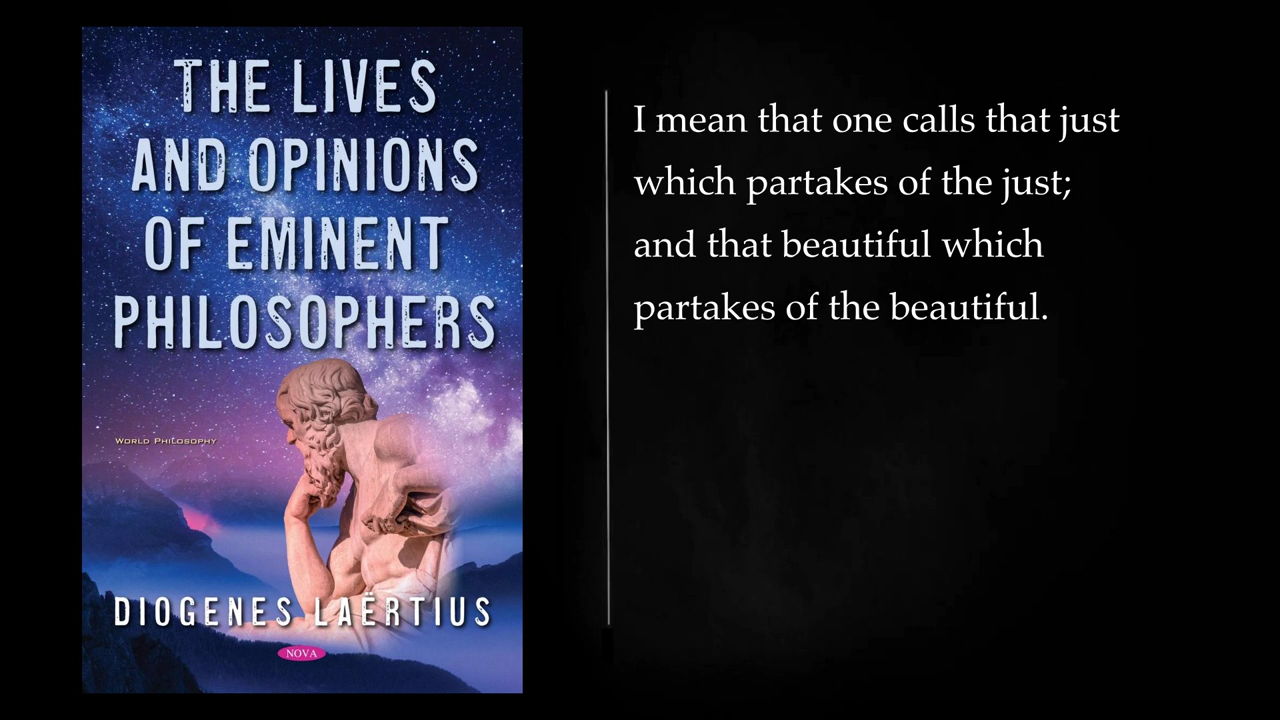 THE LIVES
AND OPINIONS
OF EMINENT
PHILOSOPHERS
WORLD PHILOSOPHY
DIOGENES LAËRTIUS
NOVA
I mean that one calls that just
which partakes of the just;
and that beautiful which
partakes of the beautiful.